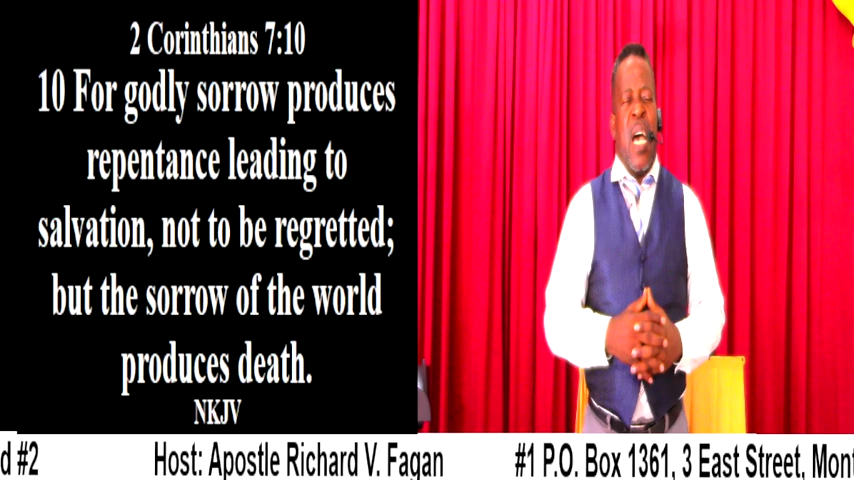 2 Corinthians 7:10
10 For godly sorrow produces
repentance leading to
salvation, not to be regretted;
but the sorrow of the world
produces death.
NKJV
d #2 Host: Apostle Richard V. Fagan #1 P.O. Box 1361, 3 East Street, Mont